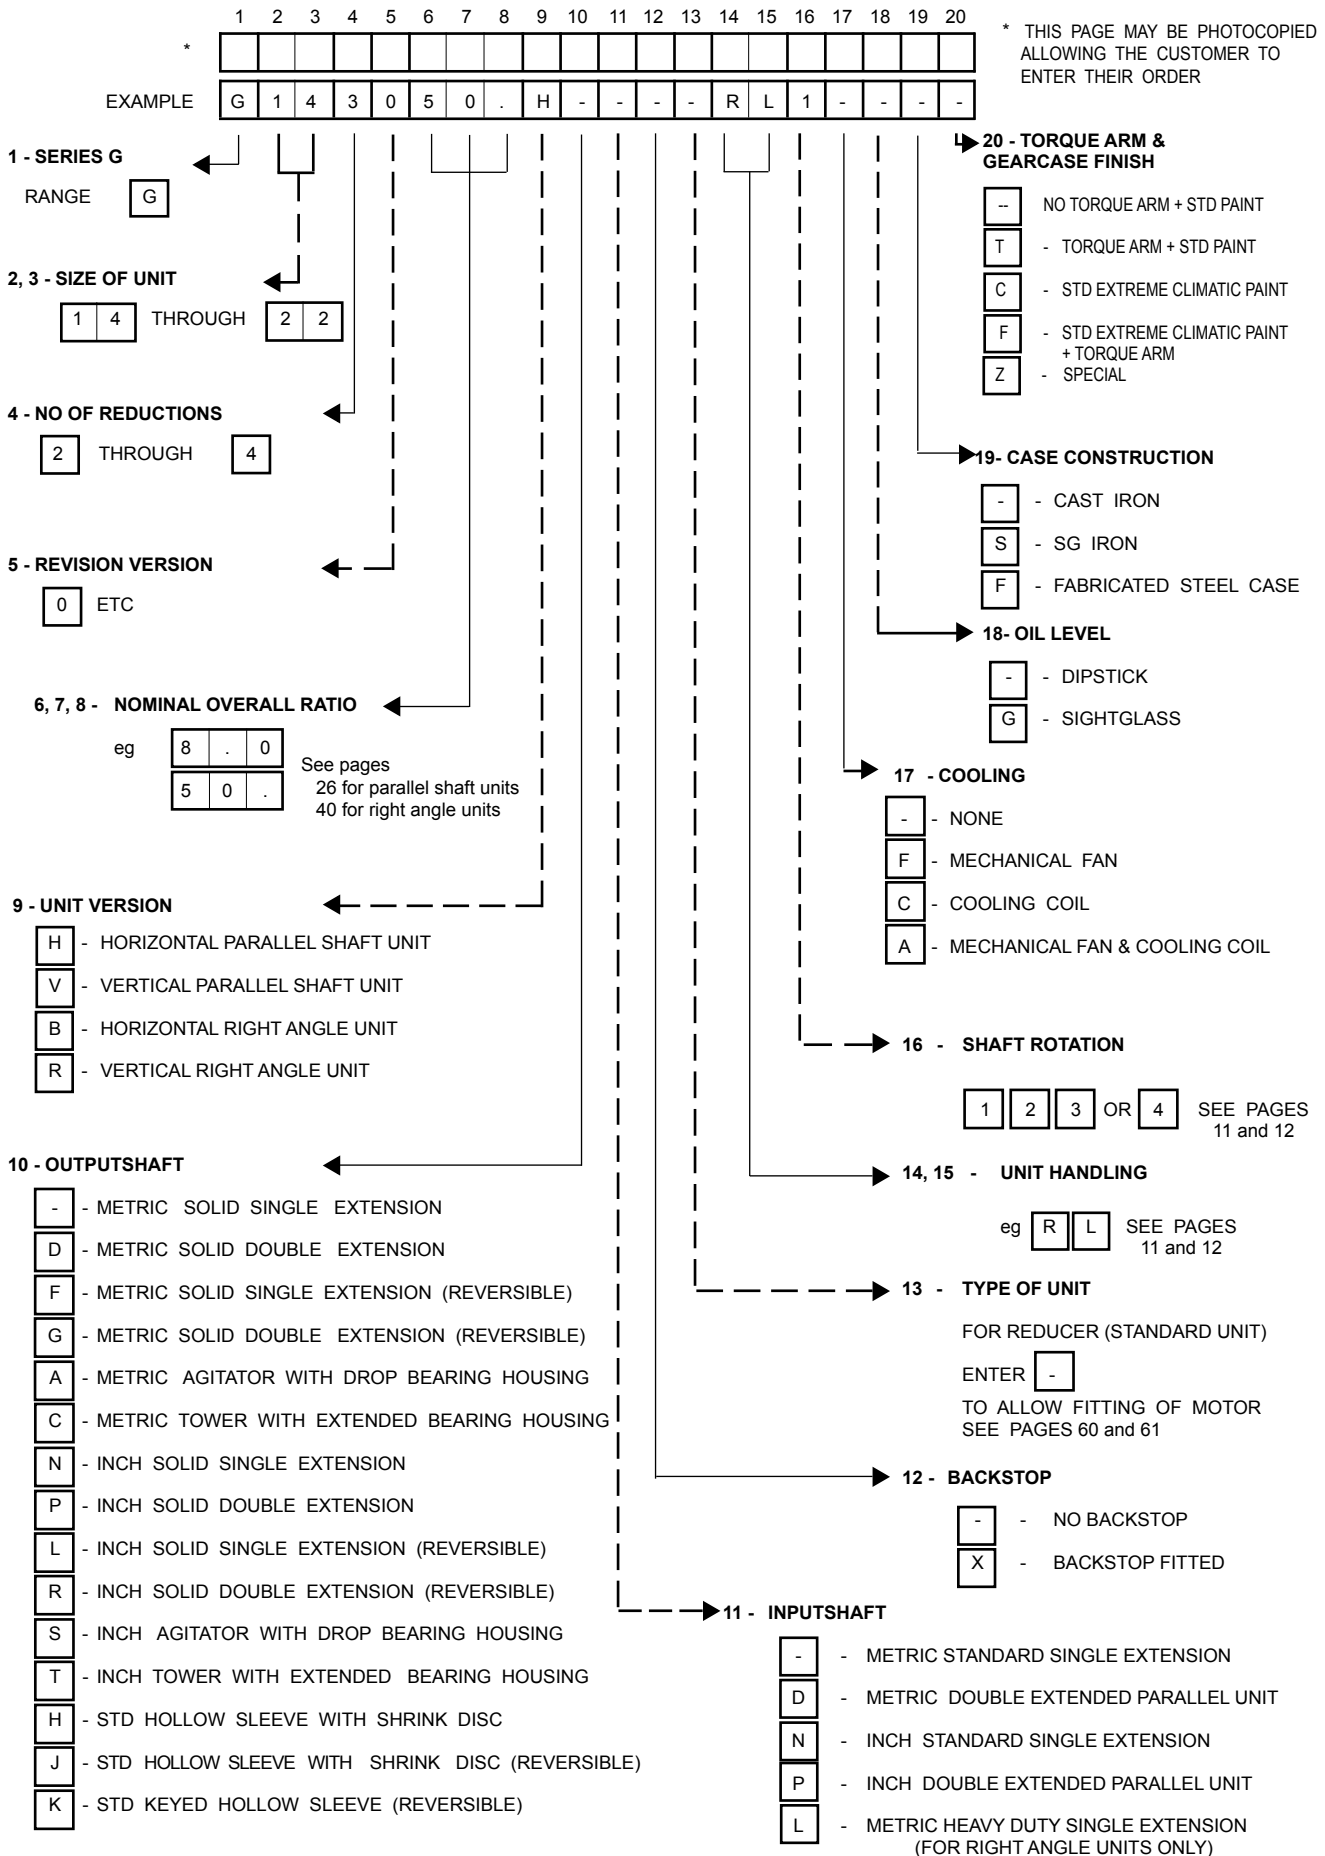 1 2 3 4 5 6 7 8 9 10 11 12 13 14 15 16 17 18 19 20
*
* THIS PAGE MAY BE PHOTOCOPIED
ALLOWING THE CUSTOMER TO
ENTER THEIR ORDER
EXAMPLE G 1 4 3 0 5 0 . H - - - - R L 1 - - - -
1 - SERIES G
RANGE G
2, 3 - SIZE OF UNIT
1 4 THROUGH 2 2
4 - NO OF REDUCTIONS
2 THROUGH 4
5 - REVISION VERSION
0 ETC
6, 7, 8 - NOMINAL OVERALL RATIO
eg 8 . 0
5 0 .
See pages
26 for parallel shaft units
40 for right angle units
9 - UNIT VERSION
H - HORIZONTAL PARALLEL SHAFT UNIT
V - VERTICAL PARALLEL SHAFT UNIT
B - HORIZONTAL RIGHT ANGLE UNIT
R - VERTICAL RIGHT ANGLE UNIT
10 - OUTPUTSHAFT
- - METRIC SOLID SINGLE EXTENSION
D - METRIC SOLID DOUBLE EXTENSION
F - METRIC SOLID SINGLE EXTENSION (REVERSIBLE)
G - METRIC SOLID DOUBLE EXTENSION (REVERSIBLE)
A - METRIC AGITATOR WITH DROP BEARING HOUSING
C - METRIC TOWER WITH EXTENDED BEARING HOUSING
N - INCH SOLID SINGLE EXTENSION
P - INCH SOLID DOUBLE EXTENSION
L - INCH SOLID SINGLE EXTENSION (REVERSIBLE)
R - INCH SOLID DOUBLE EXTENSION (REVERSIBLE)
S - INCH AGITATOR WITH DROP BEARING HOUSING
T - INCH TOWER WITH EXTENDED BEARING HOUSING
H - STD HOLLOW SLEEVE WITH SHRINK DISC
J - STD HOLLOW SLEEVE WITH SHRINK DISC (REVERSIBLE)
K - STD KEYED HOLLOW SLEEVE (REVERSIBLE)
20 - TORQUE ARM &
GEARCASE FINISH
-- NO TORQUE ARM + STD PAINT
T - TORQUE ARM + STD PAINT
C - STD EXTREME CLIMATIC PAINT
F - STD EXTREME CLIMATIC PAINT
+ TORQUE ARM
Z - SPECIAL
19- CASE CONSTRUCTION
- - CAST IRON
S - SG IRON
F - FABRICATED STEEL CASE
18- OIL LEVEL
- - DIPSTICK
G - SIGHTGLASS
17 - COOLING
- - NONE
F - MECHANICAL FAN
C - COOLING COIL
A - MECHANICAL FAN & COOLING COIL
16 - SHAFT ROTATION
1 2 3 OR 4 SEE PAGES
11 and 12
14, 15 - UNIT HANDLING
eg R L SEE PAGES
11 and 12
13 - TYPE OF UNIT
FOR REDUCER (STANDARD UNIT)
ENTER -
TO ALLOW FITTING OF MOTOR
SEE PAGES 60 and 61
12 - BACKSTOP
- - NO BACKSTOP
X - BACKSTOP FITTED
11 - INPUTSHAFT
- - METRIC STANDARD SINGLE EXTENSION
D - METRIC DOUBLE EXTENDED PARALLEL UNIT
N - INCH STANDARD SINGLE EXTENSION
P - INCH DOUBLE EXTENDED PARALLEL UNIT
L - METRIC HEAVY DUTY SINGLE EXTENSION
(FOR RIGHT ANGLE UNITS ONLY)